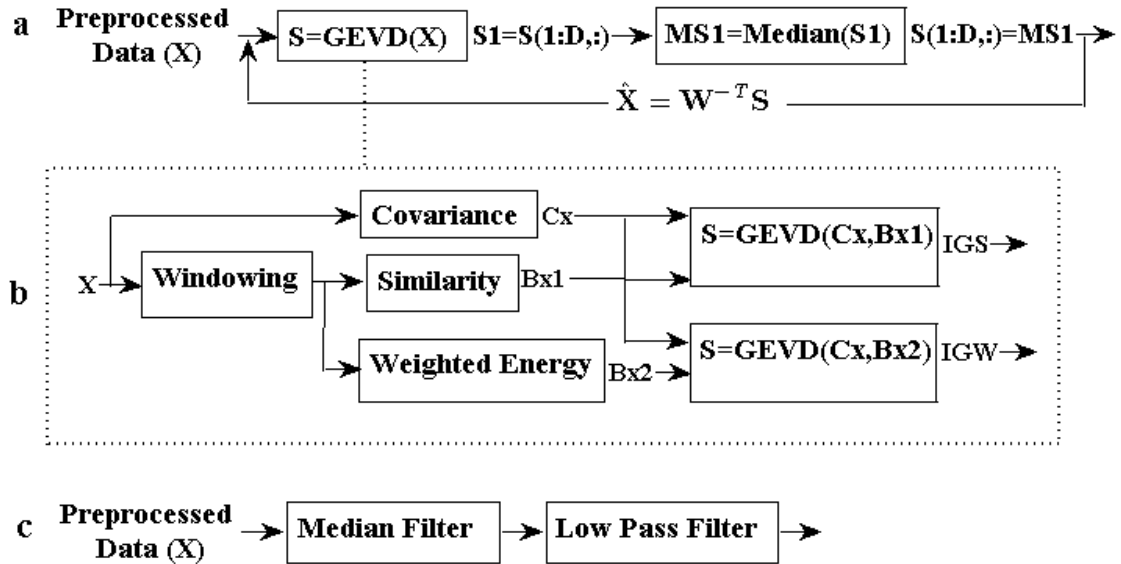 a
Preprocessed
Data (X)
S=GEVD(X)
S1=S(1:D,:)
MS1=Median(S1)
S(1:D,:)=MS1
X̂ = W⁻ᵀS
b
X
Windowing
Covariance
Cx
Similarity
Bx1
Weighted Energy
Bx2
S=GEVD(Cx,Bx1)
IGS
S=GEVD(Cx,Bx2)
IGW
c
Preprocessed
Data (X)
Median Filter
Low Pass Filter